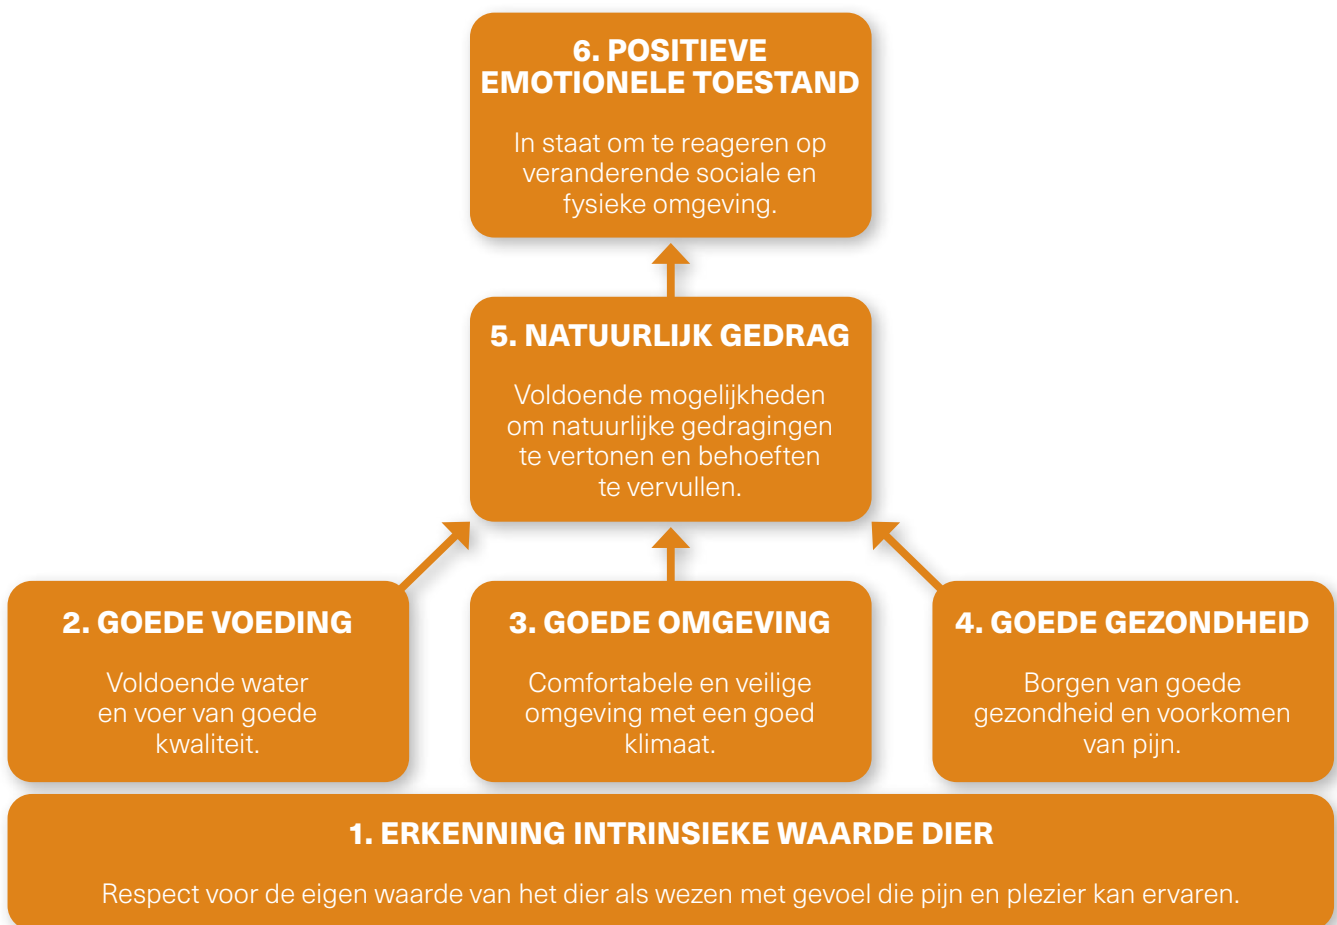 6. POSITIEVE
EMOTIONELE TOESTAND
In staat om te reageren op
veranderende sociale en
fysieke omgeving.
5. NATUURLIJK GEDRAG
Voldoende mogelijkheden
om natuurlijke gedragingen
te vertonen en behoeften
te vervullen.
2. GOEDE VOEDING
Voldoende water
en voer van goede
kwaliteit.
3. GOEDE OMGEVING
Comfortabele en veilige
omgeving met een goed
klimaat.
4. GOEDE GEZONDHEID
Borgen van goede
gezondheid en voorkomen
van pijn.
1. ERKENNING INTRINSIEKE WAARDE DIER
Respect voor de eigen waarde van het dier als wezen met gevoel die pijn en plezier kan ervaren.